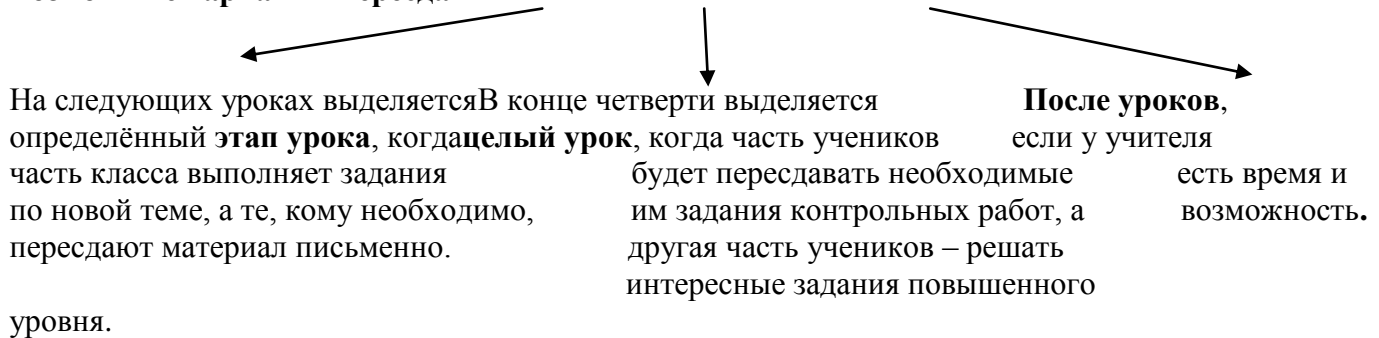 На следующих уроках выделяетсяВ конце четверти выделяется После уроков,
определённый этап урока, когдацелый урок, когда часть учеников если у учителя
часть класса выполняет задания будет пересдавать необходимые есть время и
по новой теме, а те, кому необходимо, им задания контрольных работ, а возможность.
пересдают материал письменно. другая часть учеников – решать
интересные задания повышенного
уровня.